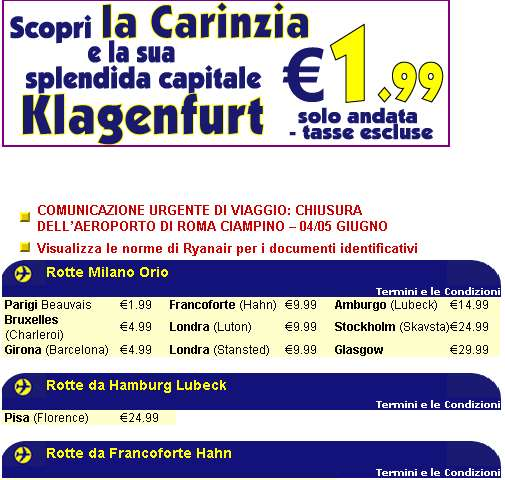 Scopri la Carinzia
e la sua
splendida capitale
Klagenfurt
€1.99
solo andata
- tasse escluse
COMUNICAZIONE URGENTE DI VIAGGIO: CHIUSURA
DELL'AEROPORTO DI ROMA CIAMPINO – 04/05 GIUGNO
Visualizza le norme di Ryanair per i documenti identificativi
Rotte Milano Orio
Termini e le Condizioni
Parigi Beauvais €1.99 Francoforte (Hahn) €9.99 Amburgo (Lubeck) €14.99
Bruxelles
(Charleroi) €4.99 Londra (Luton) €9.99 Stockholm (Skavsta) €24.99
Girona (Barcelona) €4.99 Londra (Stansted) €9.99 Glasgow €29.99
Rotte da Hamburg Lubeck
Termini e le Condizioni
Pisa (Florence) €24.99
Rotte da Francoforte Hahn
Termini e le Condizioni